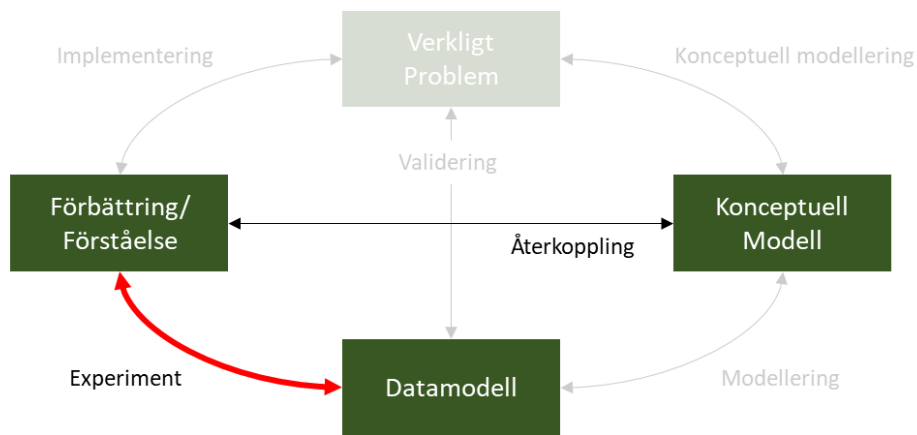 Verkligt
Problem
Implementering
Konceptuell modellering
Validering
Förbättring/
Förståelse
Konceptuell
Modell
Återkoppling
Experiment
Datamodell
Modellering